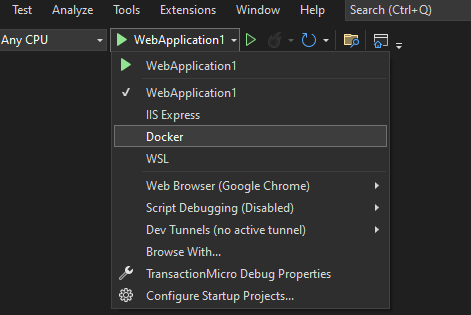 Test Analyze Tools Extensions Window Help Search (Ctrl+Q)
Any CPU WebApplication1
WebApplication1
WebApplication1
IIS Express
Docker
WSL
Web Browser (Google Chrome)
Script Debugging (Disabled)
Dev Tunnels (no active tunnel)
Browse With...
TransactionMicro Debug Properties
Configure Startup Projects...